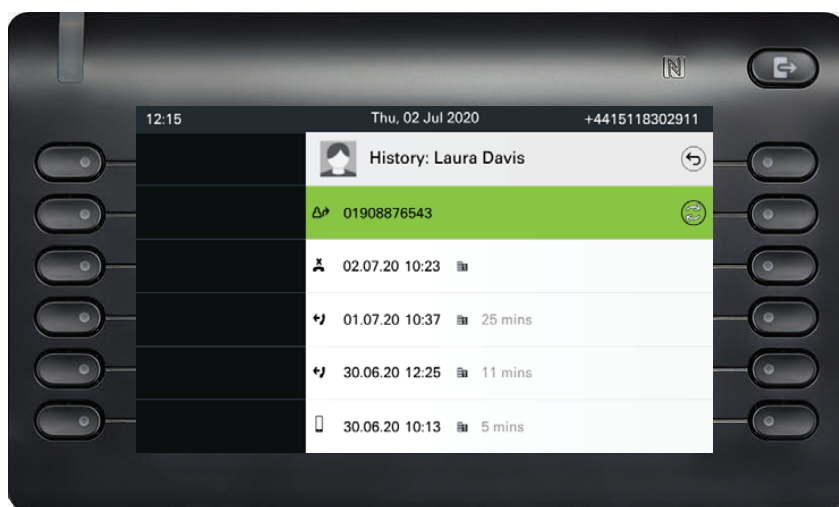 12:15 Thu, 02 Jul 2020 +4415118302911
History: Laura Davis
01908876543
02.07.20 10:23
01.07.20 10:37 25 mins
30.06.20 12:25 11 mins
30.06.20 10:13 5 mins